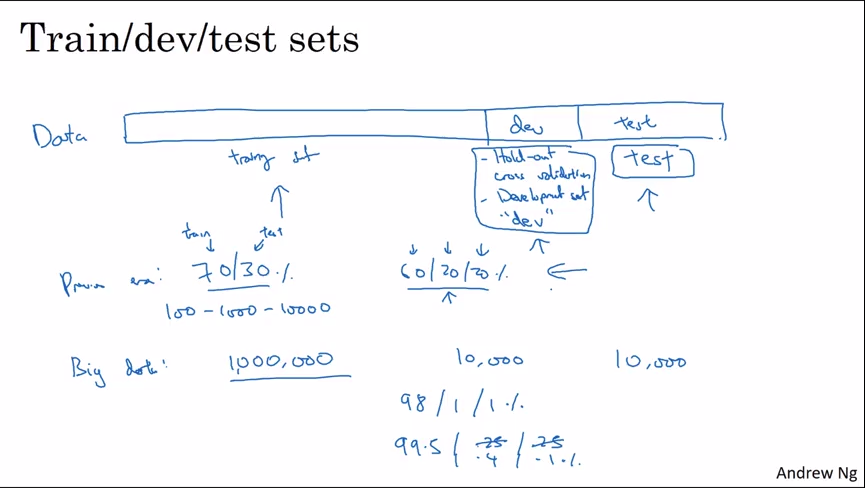 Train/dev/test sets
Data
dev
test
training set
- Hold-out
cross validation
- Development set
"dev"
test
train
test
Previous era:
70/30 %
60/20/20 %
100 - 1000 - 10000
Big data:
1,000,000
10,000
10,000
98 / 1 / 1 %
99.5 / 25 / 25
.4 .1 %
Andrew Ng